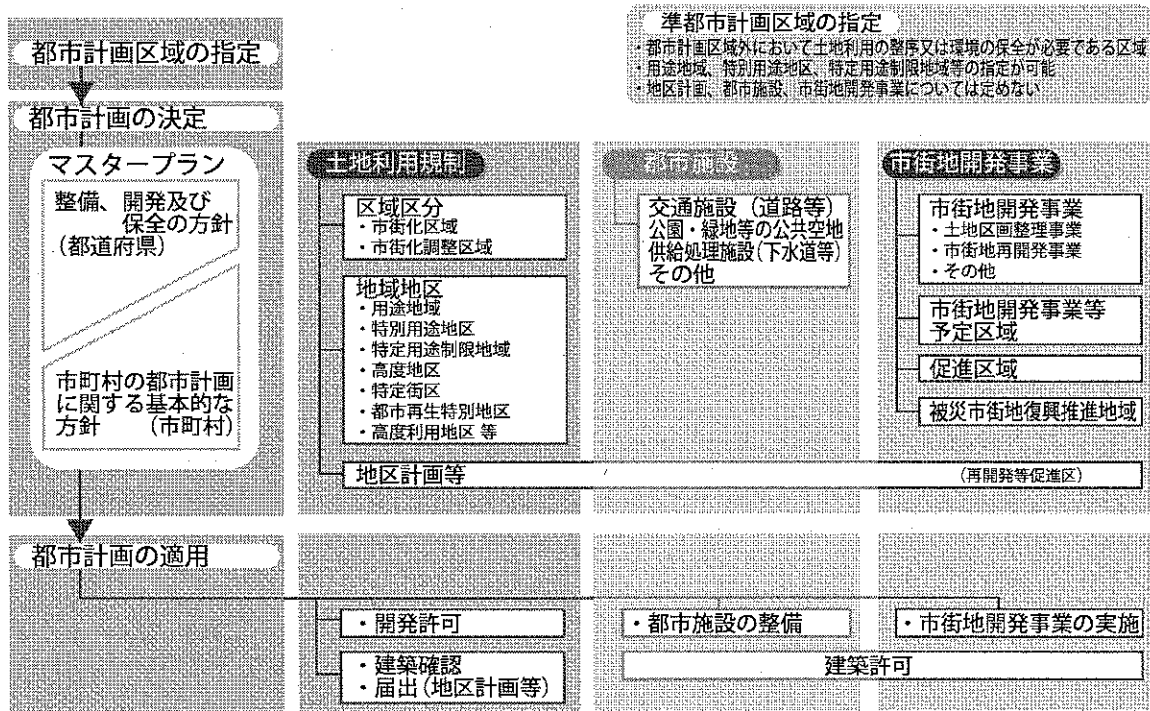 都市計画区域の指定
準都市計画区域の指定
・都市計画区域外において土地利用の整序又は環境の保全が必要である区域
・用途地域、特別用途地区、特定用途制限地域等の指定が可能
・地区計画、都市施設、市街地開発事業については定めない
都市計画の決定
マスタープラン
整備、開発及び
保全の方針
(都道府県)
市町村の都市計画
に関する基本的な
方針 (市町村)
土地利用規制
区域区分
・市街化区域
・市街化調整区域
地域地区
・用途地域
・特別用途地区
・特定用途制限地域
・高度地区
・特定街区
・都市再生特別地区
・高度利用地区 等
都市施設
交通施設(道路等)
公園・緑地等の公共空地
供給処理施設(下水道等)
その他
市街地開発事業
市街地開発事業
・土地区画整理事業
・市街地再開発事業
・その他
市街地開発事業等
予定区域
促進区域
被災市街地復興推進地域
地区計画等
(再開発等促進区)
都市計画の適用
・開発許可
・建築確認
・届出(地区計画等)
・都市施設の整備
・市街地開発事業の実施
建築許可